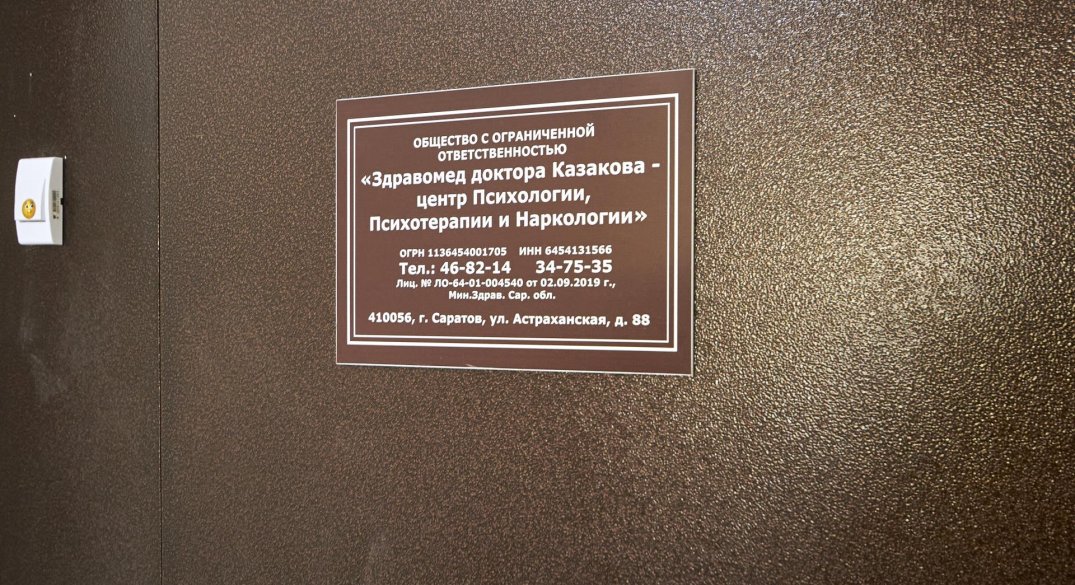 ОБЩЕСТВО С ОГРАНИЧЕННОЙ
ОТВЕТСТВЕННОСТЬЮ
«Здравомед доктора Казакова -
центр Психологии,
Психотерапии и Наркологии»
ОГРН 1136454001705 ИНН 6454131566
Тел.: 46-82-14 34-75-35
Лиц. № ЛО-64-01-004540 от 02.09.2019 г.,
Мин.Здрав. Сар. обл.
410056, г. Саратов, ул. Астраханская, д. 88